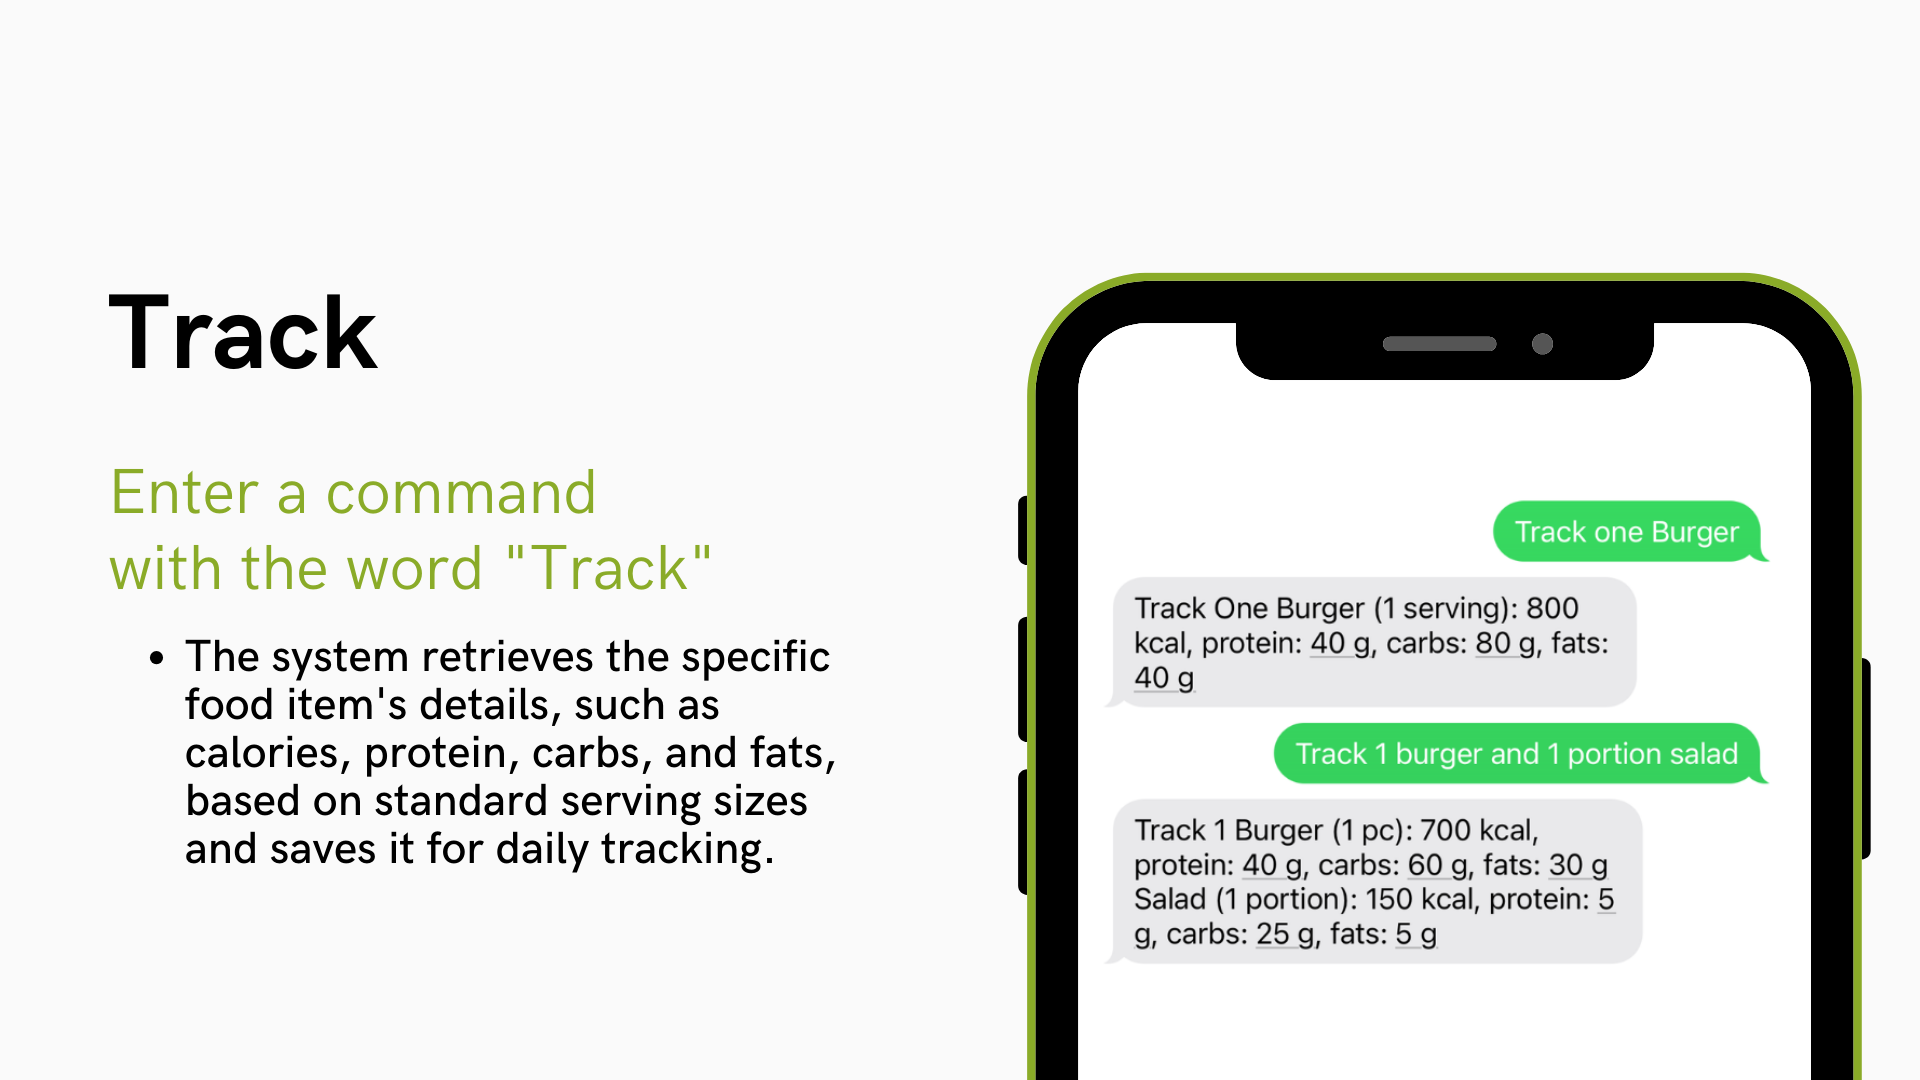 Track
Enter a command
with the word "Track"
• The system retrieves the specific
food item's details, such as
calories, protein, carbs, and fats,
based on standard serving sizes
and saves it for daily tracking.
Track one Burger
Track One Burger (1 serving): 800
kcal, protein: 40 g, carbs: 80 g, fats:
40 g
Track 1 burger and 1 portion salad
Track 1 Burger (1 pc): 700 kcal,
protein: 40 g, carbs: 60 g, fats: 30 g
Salad (1 portion): 150 kcal, protein: 5
g, carbs: 25 g, fats: 5 g